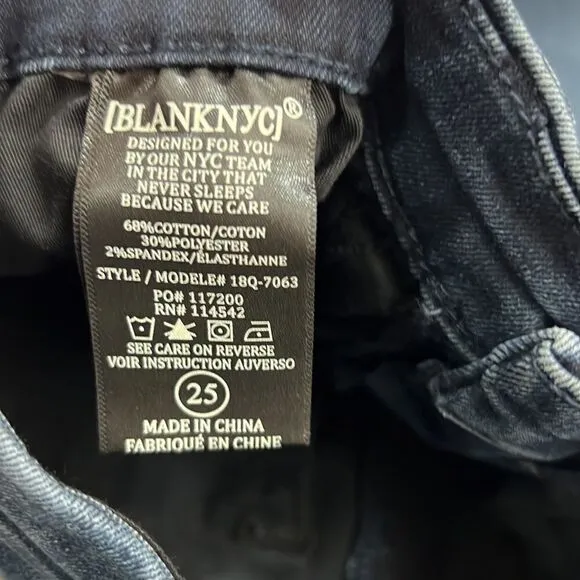 [BLANKNYC]®
DESIGNED FOR YOU
BY OUR NYC TEAM
IN THE CITY THAT
NEVER SLEEPS
BECAUSE WE CARE
68%COTTON/COTON
30%POLYESTER
2%SPANDEX/ÉLASTHANNE
STYLE / MODELE# 18Q-7063
PO# 117200
RN# 114542
SEE CARE ON REVERSE
VOIR INSTRUCTION AUVERSO
25
MADE IN CHINA
FABRIQUÉ EN CHINE